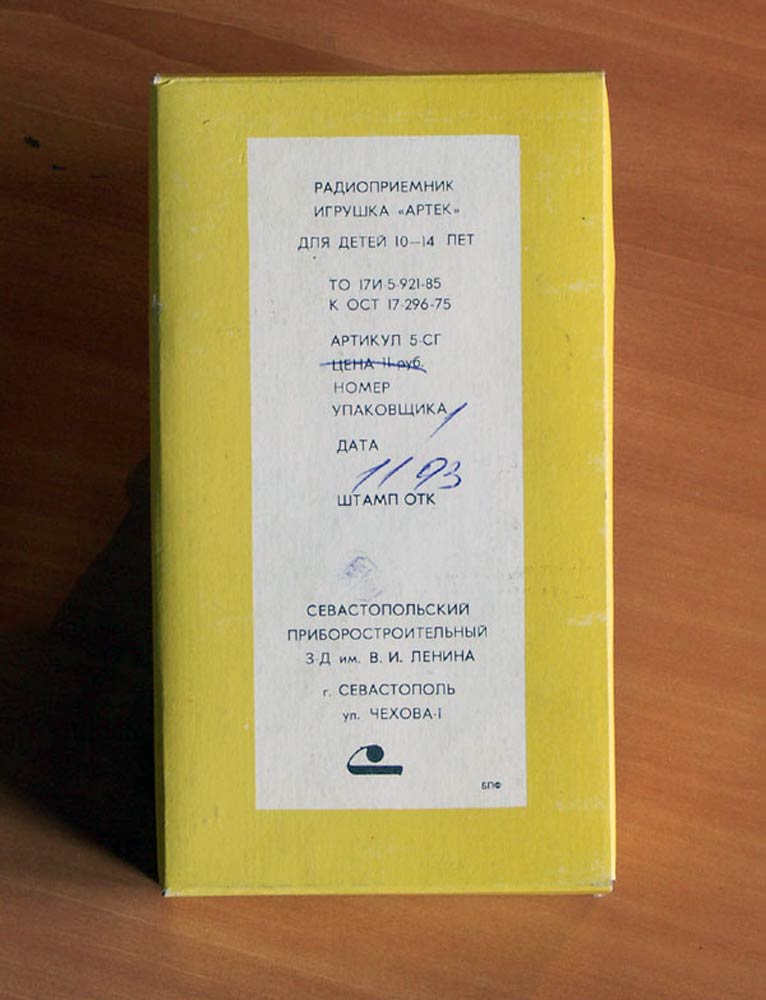 РАДИОПРИЕМНИК
ИГРУШКА «АРТЕК»
ДЛЯ ДЕТЕЙ 10—14 ЛЕТ
ТО 17И-5-921-85
К ОСТ 17-296-75
АРТИКУЛ 5-СГ
ЦЕНА 11 руб.
НОМЕР
УПАКОВЩИКА 1
ДАТА
11 93
ШТАМП ОТК
СЕВАСТОПОЛЬСКИЙ
ПРИБОРОСТРОИТЕЛЬНЫЙ
З-Д им. В. И. ЛЕНИНА
г. СЕВАСТОПОЛЬ
ул. ЧЕХОВА-1
БПФ